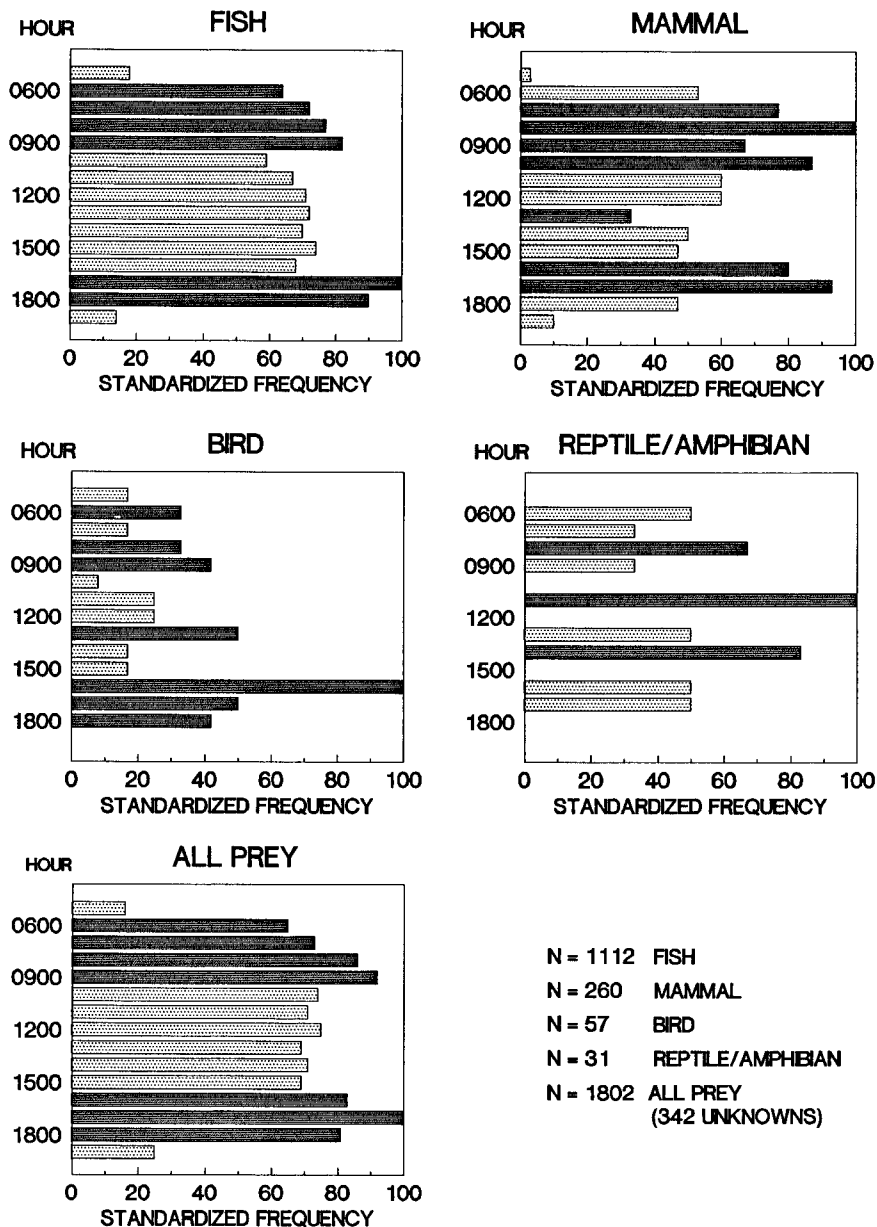 FISH
HOUR
0600
0900
1200
1500
1800
0 20 40 60 80 100
STANDARDIZED FREQUENCY
MAMMAL
HOUR
0600
0900
1200
1500
1800
0 20 40 60 80 100
STANDARDIZED FREQUENCY
BIRD
HOUR
0600
0900
1200
1500
1800
0 20 40 60 80 100
STANDARDIZED FREQUENCY
REPTILE/AMPHIBIAN
HOUR
0600
0900
1200
1500
1800
0 20 40 60 80 100
STANDARDIZED FREQUENCY
ALL PREY
HOUR
0600
0900
1200
1500
1800
0 20 40 60 80 100
STANDARDIZED FREQUENCY
N = 1112 FISH
N = 260 MAMMAL
N = 57 BIRD
N = 31 REPTILE/AMPHIBIAN
N = 1802 ALL PREY
(342 UNKNOWNS)